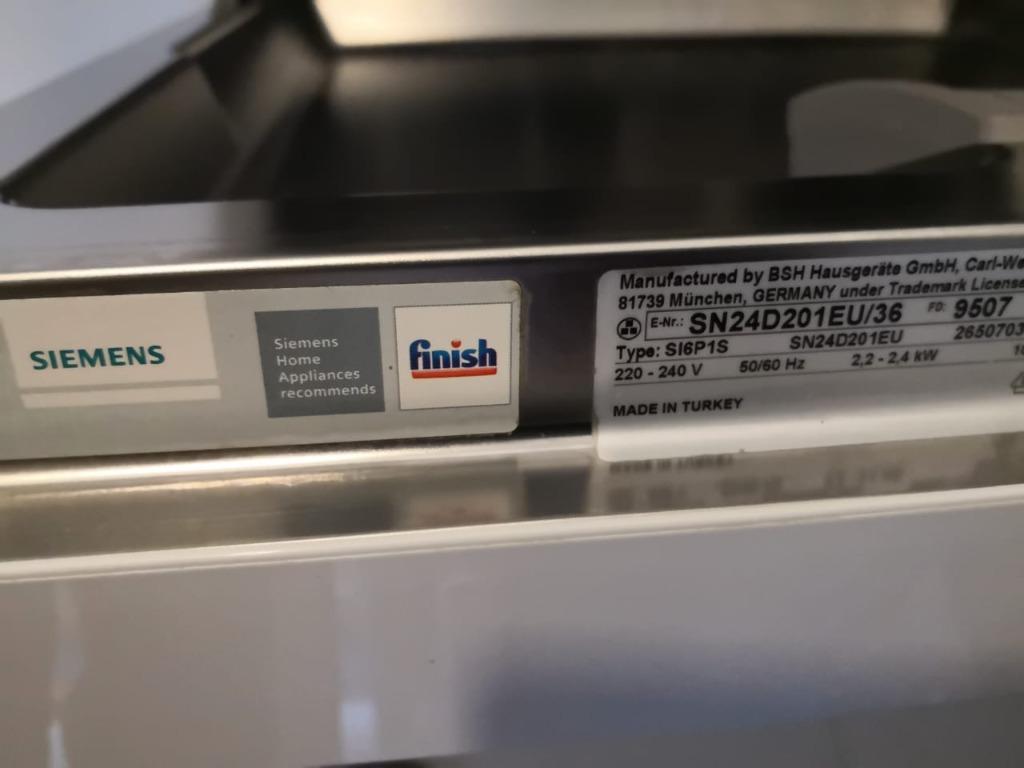 SIEMENS
Siemens
Home
Appliances
recommends
finish
Manufactured by BSH Hausgeräte GmbH, Carl-We
81739 München, GERMANY under Trademark License
E-Nr.: SN24D201EU/36 FD: 9507
Type: SI6P1S SN24D201EU 2650703
220 - 240 V 50/60 Hz 2,2 - 2,4 kW
MADE IN TURKEY